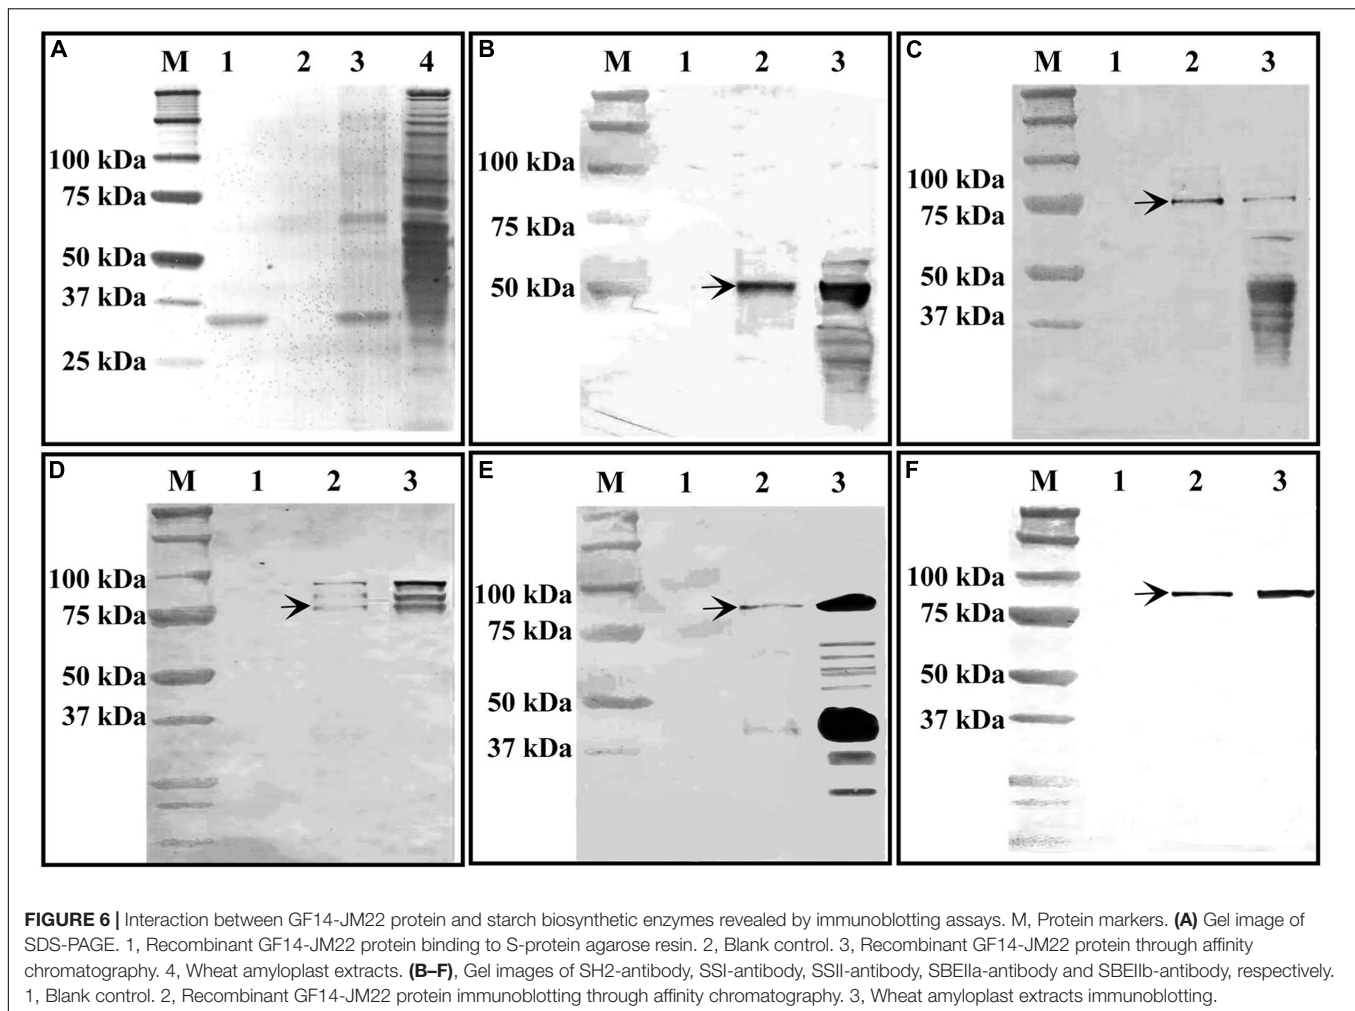 A
M 1 2 3 4
100 kDa
75 kDa
50 kDa
37 kDa
25 kDa
B
M 1 2 3
100 kDa
75 kDa
50 kDa
C
M 1 2 3
100 kDa
75 kDa
50 kDa
37 kDa
D
M 1 2 3
100 kDa
75 kDa
50 kDa
37 kDa
E
M 1 2 3
100 kDa
75 kDa
50 kDa
37 kDa
F
M 1 2 3
100 kDa
75 kDa
50 kDa
37 kDa
FIGURE 6 | Interaction between GF14-JM22 protein and starch biosynthetic enzymes revealed by immunoblotting assays. M, Protein markers. (A) Gel image of
SDS-PAGE. 1, Recombinant GF14-JM22 protein binding to S-protein agarose resin. 2, Blank control. 3, Recombinant GF14-JM22 protein through affinity
chromatography. 4, Wheat amyloplast extracts. (B–F), Gel images of SH2-antibody, SSI-antibody, SSII-antibody, SBEIIa-antibody and SBEIIb-antibody, respectively.
1, Blank control. 2, Recombinant GF14-JM22 protein immunoblotting through affinity chromatography. 3, Wheat amyloplast extracts immunoblotting.